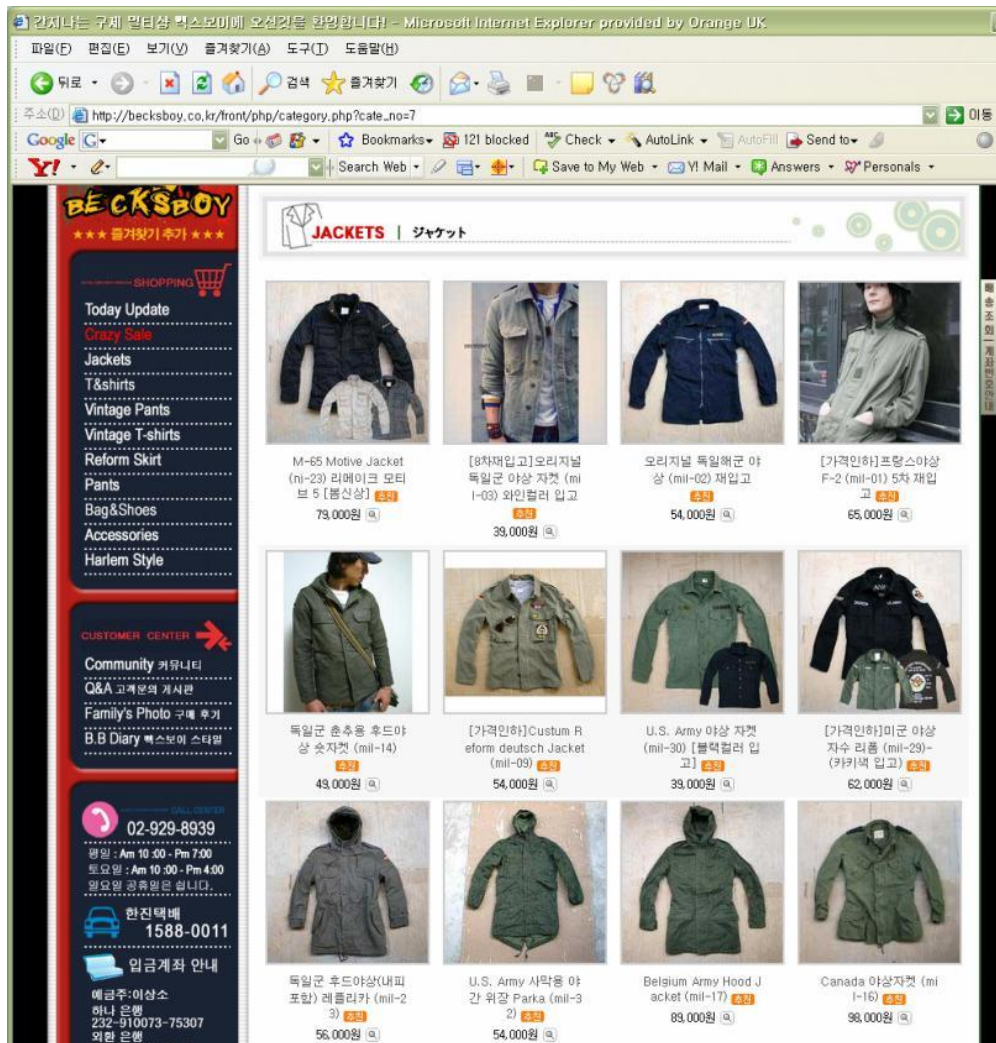 간지나는 구제 멀티샵 벡스보이에 오신것을 환영합니다! - Microsoft Internet Explorer provided by Orange UK
파일(F) 편집(E) 보기(V) 즐겨찾기(A) 도구(T) 도움말(H)
뒤로 검색 즐겨찾기
주소(D) http://becksboy.co.kr/front/php/category.php?cate_no=7 이동
Google G Go Bookmarks 121 blocked Check AutoLink AutoFill Send to
Y! Search Web Save to My Web Y! Mail Answers Personals
BECKSBOY
★★★ 즐겨찾기 추가 ★★★
SHOPPING
Today Update
Crazy Sale
Jackets
T&shirts
Vintage Pants
Vintage T-shirts
Reform Skirt
Pants
Bag&Shoes
Accessories
Harlem Style
CUSTOMER CENTER
Community 커뮤니티
Q&A 고객문의 게시판
Family's Photo 구매 후기
B.B Diary 벡스보이 스타일
CALL CENTER
02-929-8939
평일 : Am 10 :00 - Pm 7:00
토요일 : Am 10 :00 - Pm 4:00
일요일 공휴일은 쉽니다.
한진택배
1588-0011
입금계좌 안내
예금주:이상소
하나 은행
232-910073-75307
외환 은행
JACKETS | ジャケット
M-65 Motive Jacket
(ni-23) 리메이크 모티
브 5 [봄신상] 추천
79,000원
[8차재입고]오리지널
독일군 야상 자켓 (mi
l-03) 와인컬러 입고
추천
39,000원
오리지널 독일해군 야
상 (mil-02) 재입고
추천
54,000원
[가격인하]프랑스야상
F-2 (mil-01) 5차 재입
고 추천
65,000원
독일군 춘추용 후드야
상 숏자켓 (mil-14)
추천
49,000원
[가격인하]Custum R
eform deutsch Jacket
(mil-09) 추천
54,000원
U.S. Army 야상 자켓
(mil-30) [블랙컬러 입
고] 추천
39,000원
[가격인하]미군 야상
자수 리폼 (mil-29)-
(카키색 입고) 추천
62,000원
독일군 후드야상(내피
포함) 레플리카 (mil-2
3) 추천
56,000원
U.S. Army 사막용 야
간 위장 Parka (mil-3
2) 추천
54,000원
Belgium Army Hood J
acket (mil-17) 추천
89,000원
Canada 야상자켓 (mi
l-16) 추천
98,000원
배송조회 | 계좌번호안내